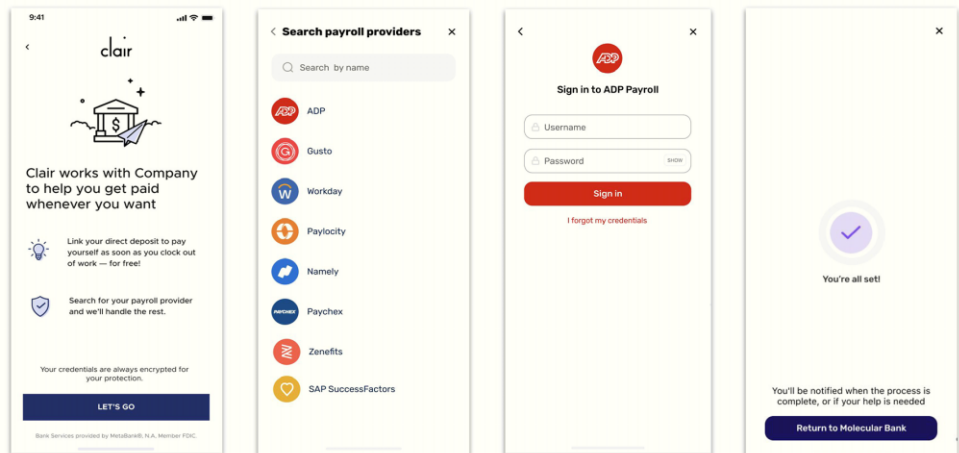 9:41
clair
$
Clair works with Company
to help you get paid
whenever you want
Link your direct deposit to pay
yourself as soon as you clock out
of work — for free!
Search for your payroll provider
and we'll handle the rest.
Your credentials are always encrypted for
your protection.
LET'S GO
Bank Services provided by MetaBank®, N.A. Member FDIC.
Search payroll providers
Search by name
ADP
ADP
Gusto
W
Workday
Paylocity
Namely
PAYCHEX
Paychex
Zenefits
SAP SuccessFactors
ADP
Sign in to ADP Payroll
Username
Password
SHOW
Sign in
I forgot my credentials
You're all set!
You'll be notified when the process is
complete, or if your help is needed
Return to Molecular Bank